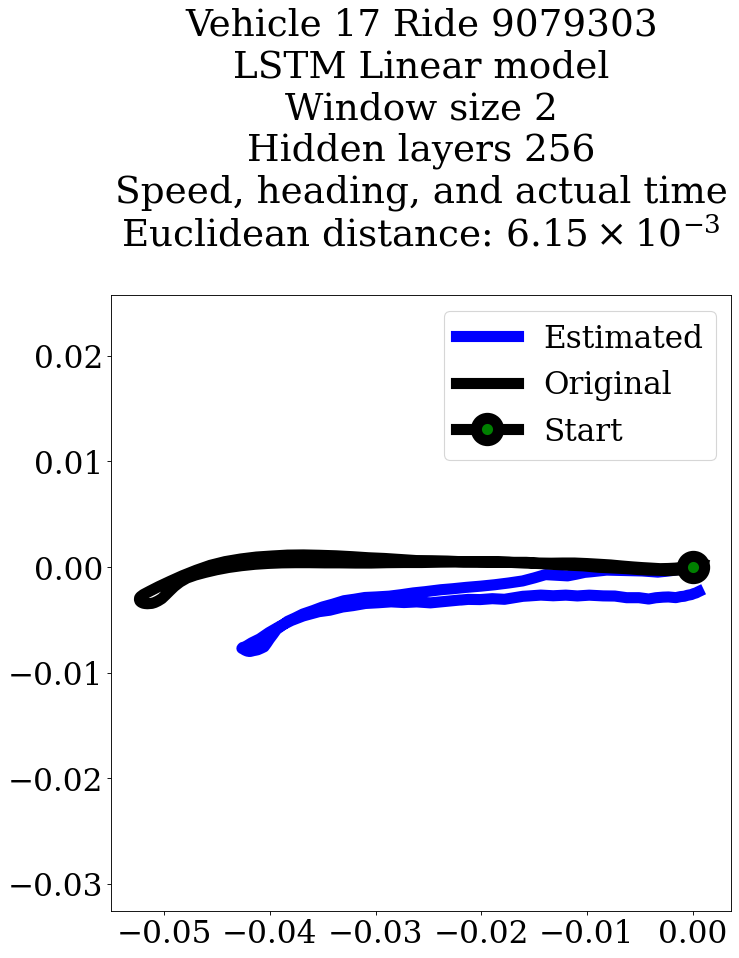 Vehicle 17 Ride 9079303
LSTM Linear model
Window size 2
Hidden layers 256
Speed, heading, and actual time
Euclidean distance: 6.15 × 10⁻³
Estimated
Original
Start
0.02
0.01
0.00
−0.01
−0.02
−0.03
−0.05 −0.04 −0.03 −0.02 −0.01 0.00